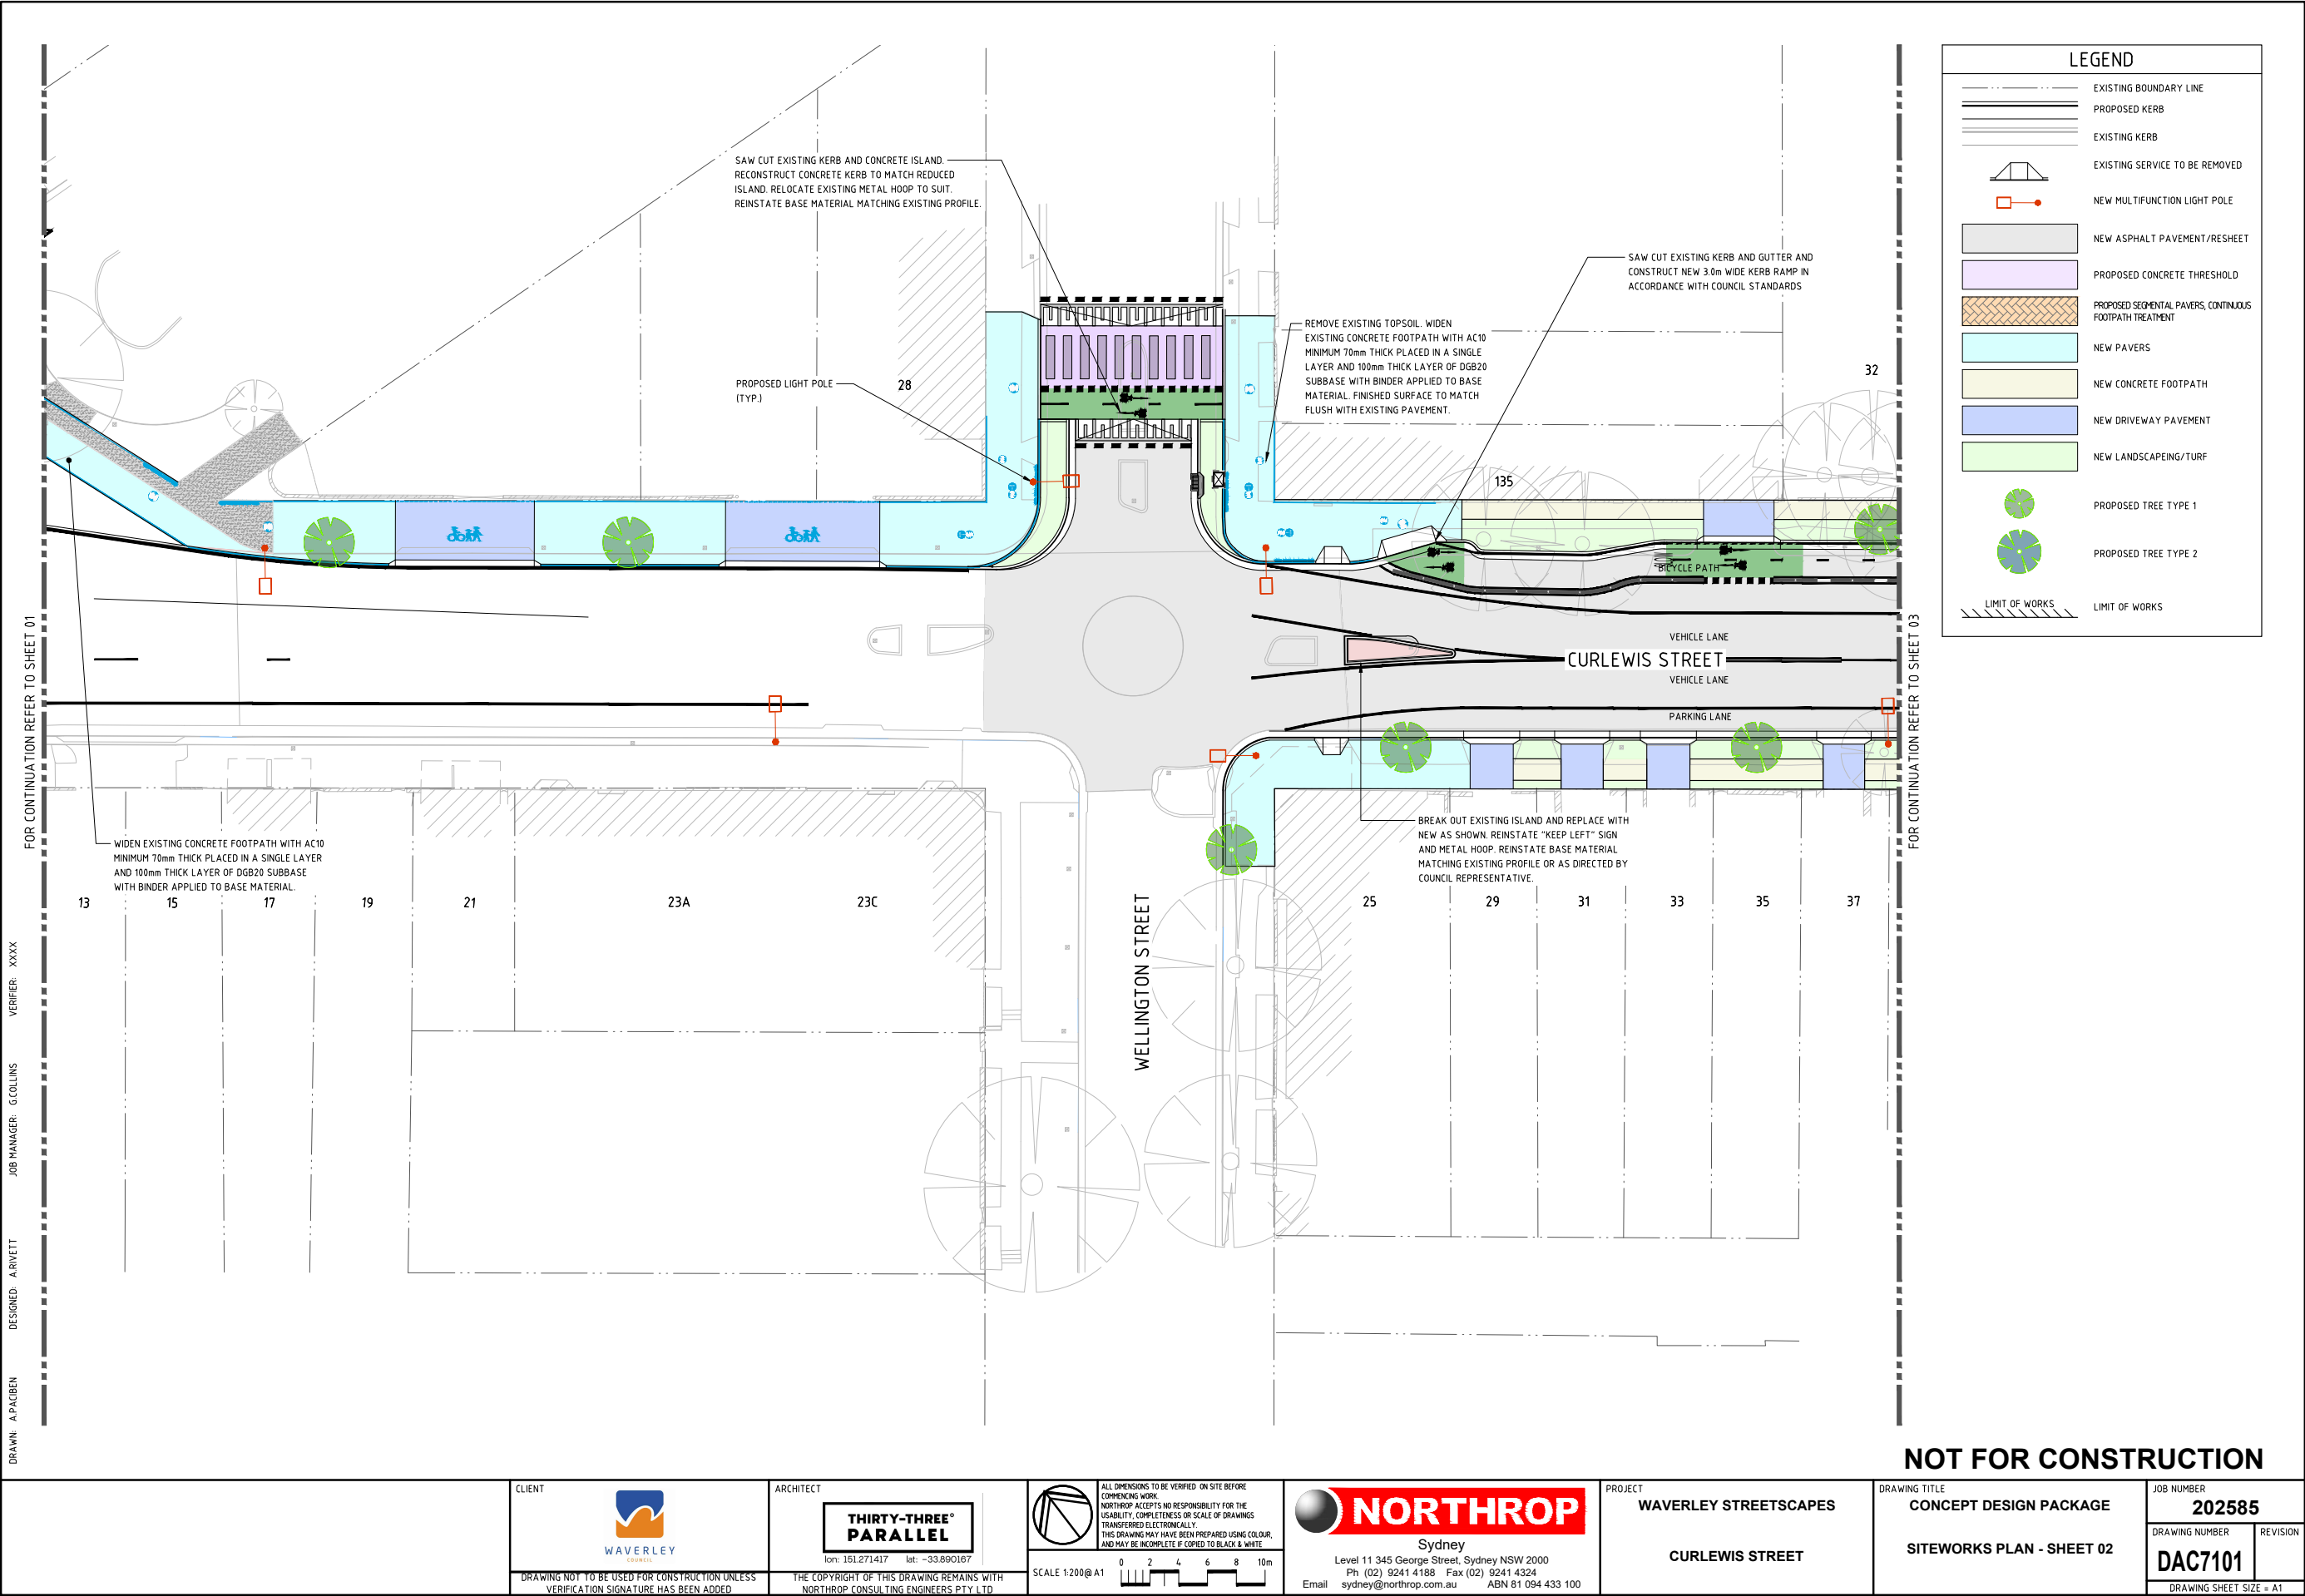 LEGEND
EXISTING BOUNDARY LINE
PROPOSED KERB
EXISTING KERB
EXISTING SERVICE TO BE REMOVED
NEW MULTIFUNCTION LIGHT POLE
NEW ASPHALT PAVEMENT/RESHEET
PROPOSED CONCRETE THRESHOLD
PROPOSED SEGMENTAL PAVERS, CONTINUOUS
FOOTPATH TREATMENT
NEW PAVERS
NEW CONCRETE FOOTPATH
NEW DRIVEWAY PAVEMENT
NEW LANDSCAPEING/TURF
PROPOSED TREE TYPE 1
PROPOSED TREE TYPE 2
LIMIT OF WORKS
LIMIT OF WORKS
SAW CUT EXISTING KERB AND CONCRETE ISLAND.
RECONSTRUCT CONCRETE KERB TO MATCH REDUCED
ISLAND. RELOCATE EXISTING METAL HOOP TO SUIT.
REINSTATE BASE MATERIAL MATCHING EXISTING PROFILE.
SAW CUT EXISTING KERB AND GUTTER AND
CONSTRUCT NEW 3.0m WIDE KERB RAMP IN
ACCORDANCE WITH COUNCIL STANDARDS
REMOVE EXISTING TOPSOIL. WIDEN
EXISTING CONCRETE FOOTPATH WITH AC10
MINIMUM 70mm THICK PLACED IN A SINGLE
LAYER AND 100mm THICK LAYER OF DGB20
SUBBASE WITH BINDER APPLIED TO BASE
MATERIAL. FINISHED SURFACE TO MATCH
FLUSH WITH EXISTING PAVEMENT.
PROPOSED LIGHT POLE
(TYP.)
28
32
135
BICYCLE PATH
VEHICLE LANE
CURLEWIS STREET
VEHICLE LANE
PARKING LANE
FOR CONTINUATION REFER TO SHEET 01
FOR CONTINUATION REFER TO SHEET 03
BREAK OUT EXISTING ISLAND AND REPLACE WITH
NEW AS SHOWN. REINSTATE "KEEP LEFT" SIGN
AND METAL HOOP. REINSTATE BASE MATERIAL
MATCHING EXISTING PROFILE OR AS DIRECTED BY
COUNCIL REPRESENTATIVE.
WIDEN EXISTING CONCRETE FOOTPATH WITH AC10
MINIMUM 70mm THICK PLACED IN A SINGLE LAYER
AND 100mm THICK LAYER OF DGB20 SUBBASE
WITH BINDER APPLIED TO BASE MATERIAL.
13 15 17 19 21 23A 23C 25 29 31 33 35 37
WELLINGTON STREET
VERIFIER: XXXX
JOB MANAGER: G.COLLINS
DESIGNED: A.RIVETT
DRAWN: A.PACIBEN
NOT FOR CONSTRUCTION
CLIENT
WAVERLEY
COUNCIL
DRAWING NOT TO BE USED FOR CONSTRUCTION UNLESS
VERIFICATION SIGNATURE HAS BEEN ADDED
ARCHITECT
THIRTY-THREE°
PARALLEL
lon: 151.271417 lat: -33.890167
THE COPYRIGHT OF THIS DRAWING REMAINS WITH
NORTHROP CONSULTING ENGINEERS PTY LTD
ALL DIMENSIONS TO BE VERIFIED ON SITE BEFORE
COMMENCING WORK.
NORTHROP ACCEPTS NO RESPONSIBILITY FOR THE
USABILITY, COMPLETENESS OR SCALE OF DRAWINGS
TRANSFERRED ELECTRONICALLY.
THIS DRAWING MAY HAVE BEEN PREPARED USING COLOUR,
AND MAY BE INCOMPLETE IF COPIED TO BLACK & WHITE
SCALE 1:200@A1
0 2 4 6 8 10m
NORTHROP
Sydney
Level 11 345 George Street, Sydney NSW 2000
Ph (02) 9241 4188 Fax (02) 9241 4324
Email sydney@northrop.com.au ABN 81 094 433 100
PROJECT
WAVERLEY STREETSCAPES
CURLEWIS STREET
DRAWING TITLE
CONCEPT DESIGN PACKAGE
SITEWORKS PLAN - SHEET 02
JOB NUMBER
202585
DRAWING NUMBER
DAC7101
REVISION
DRAWING SHEET SIZE = A1